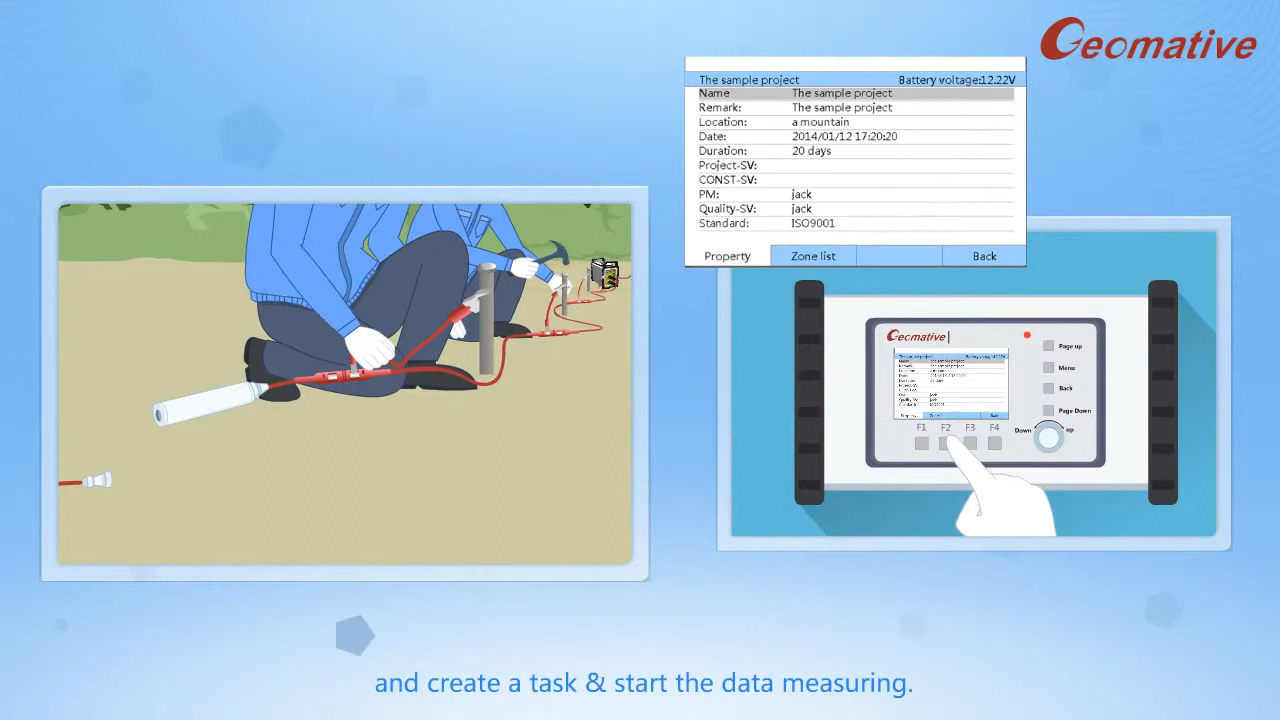 Geomative
The sample project Battery voltage:12.22V
Name The sample project
Remark: The sample project
Location: a mountain
Date: 2014/01/12 17:20:20
Duration: 20 days
Project-SV:
CONST-SV:
PM: jack
Quality-SV: jack
Standard: ISO9001
Property Zone list Back
Geomative
Page up
Menu
Back
Page Down
F1 F2 F3 F4
Down up
and create a task & start the data measuring.